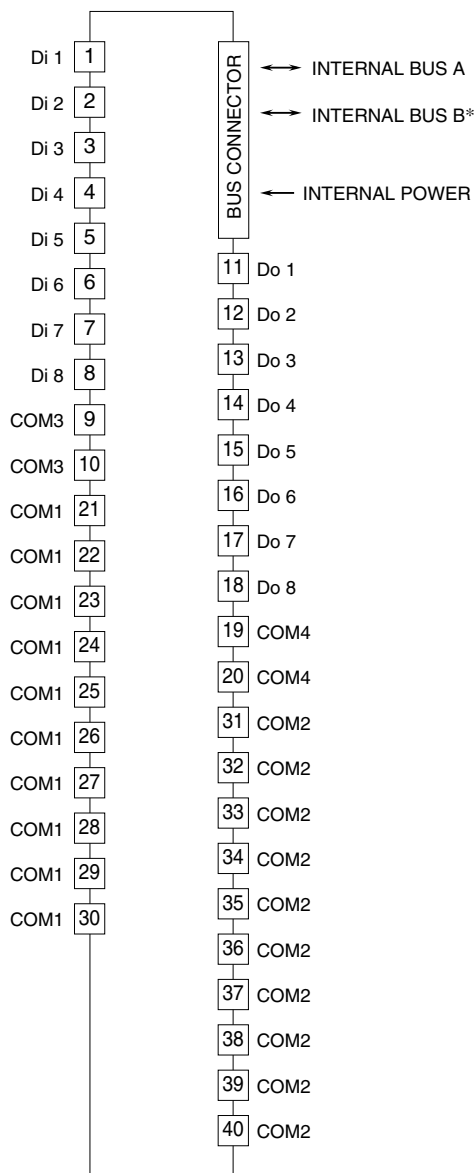 Di 1 1
Di 2 2
Di 3 3
Di 4 4
Di 5 5
Di 6 6
Di 7 7
Di 8 8
COM3 9
COM3 10
COM1 21
COM1 22
COM1 23
COM1 24
COM1 25
COM1 26
COM1 27
COM1 28
COM1 29
COM1 30
BUS CONNECTOR
INTERNAL BUS A
INTERNAL BUS B*
INTERNAL POWER
11 Do 1
12 Do 2
13 Do 3
14 Do 4
15 Do 5
16 Do 6
17 Do 7
18 Do 8
19 COM4
20 COM4
31 COM2
32 COM2
33 COM2
34 COM2
35 COM2
36 COM2
37 COM2
38 COM2
39 COM2
40 COM2